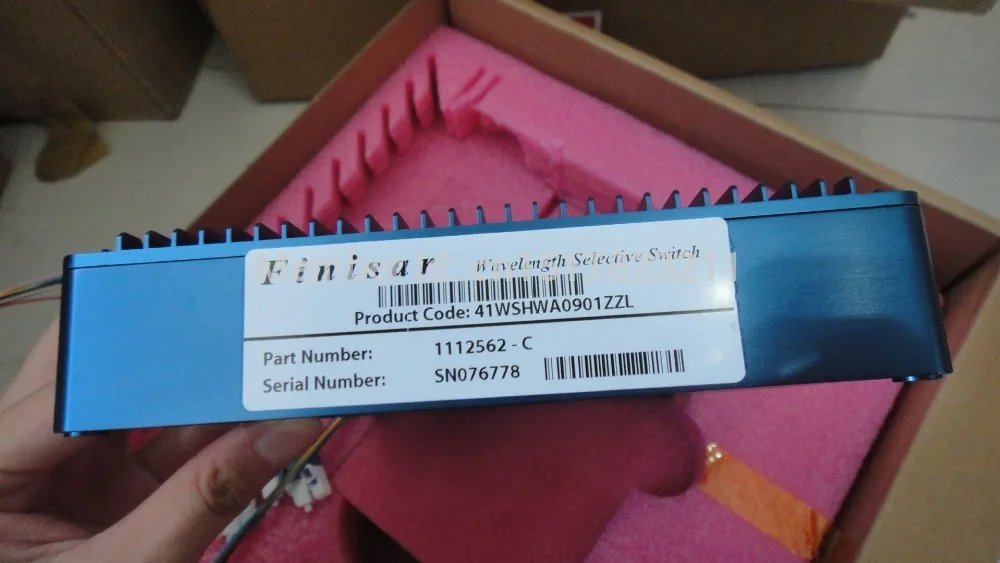 Finisar Wavelength Selective Switch
Product Code: 41WSHWA0901ZZL
Part Number: 1112562 - C
Serial Number: SN076778